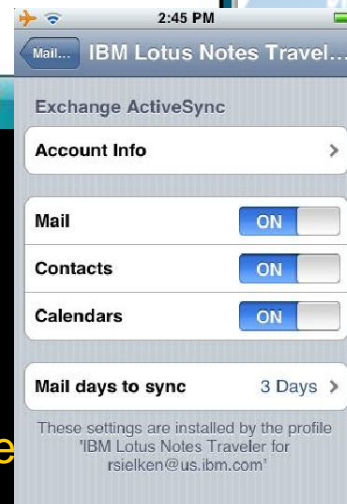 2:45 PM
Mail... IBM Lotus Notes Travel...
Exchange ActiveSync
Account Info
Mail ON
Contacts ON
Calendars ON
Mail days to sync 3 Days
These settings are installed by the profile
'IBM Lotus Notes Traveler for
rsielken@us.ibm.com'
e